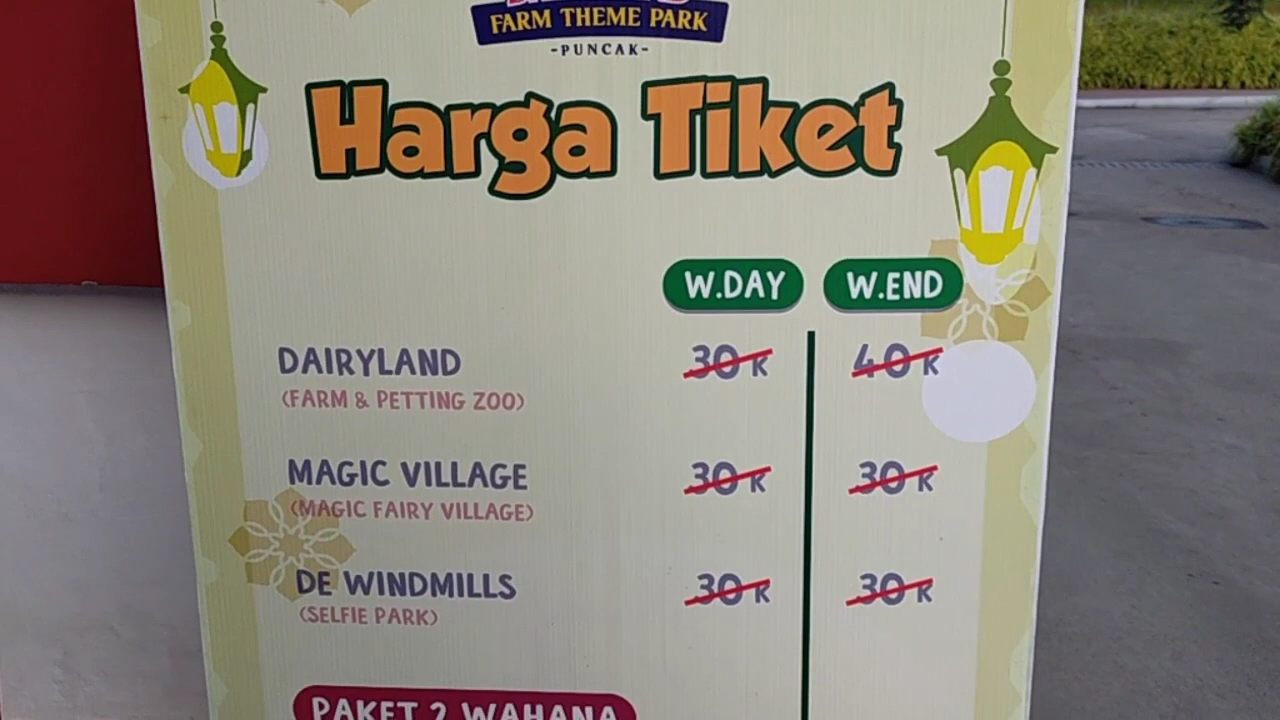 FARM THEME PARK
-PUNCAK-
Harga Tiket
W.DAY W.END
DAIRYLAND 30 K 40 K
(FARM & PETTING ZOO)
MAGIC VILLAGE 30 K 30 K
(MAGIC FAIRY VILLAGE)
DE WINDMILLS 30 K 30 K
(SELFIE PARK)
PAKET 2 WAHANA